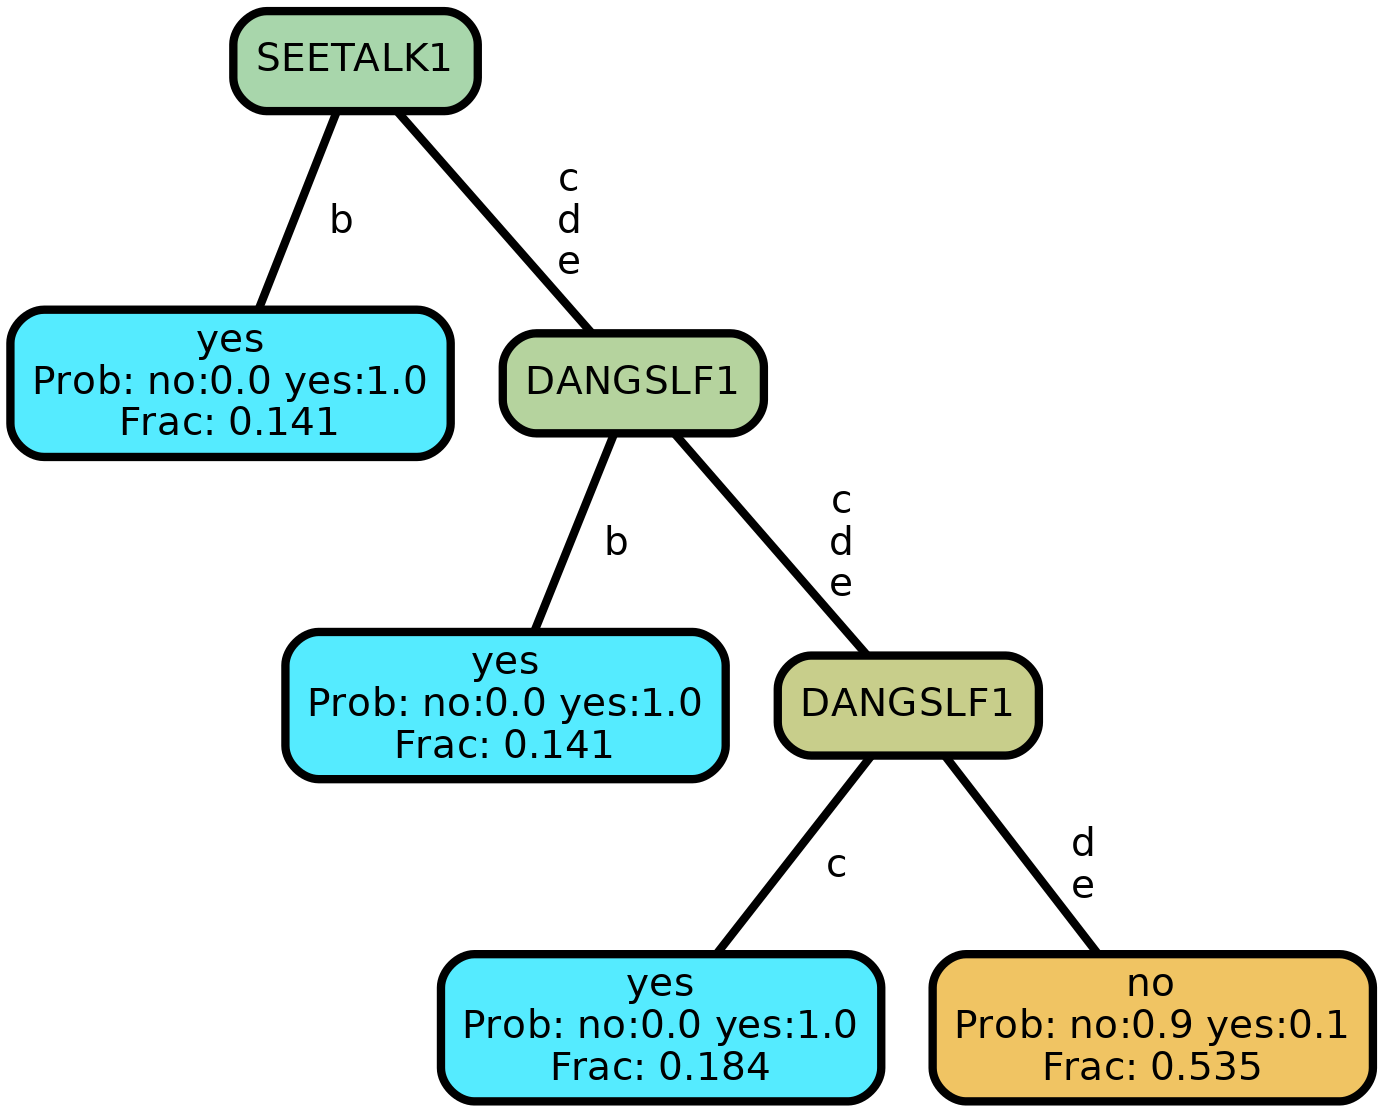 SEETALK1
c
d
e
b
yes
Prob: no:0.0 yes:1.0
Frac: 0.141
DANGSLF1
c
d
e
b
yes
Prob: no:0.0 yes:1.0
Frac: 0.141
DANGSLF1
c
d
e
yes
Prob: no:0.0 yes:1.0
Frac: 0.184
no
Prob: no:0.9 yes:0.1
Frac: 0.535